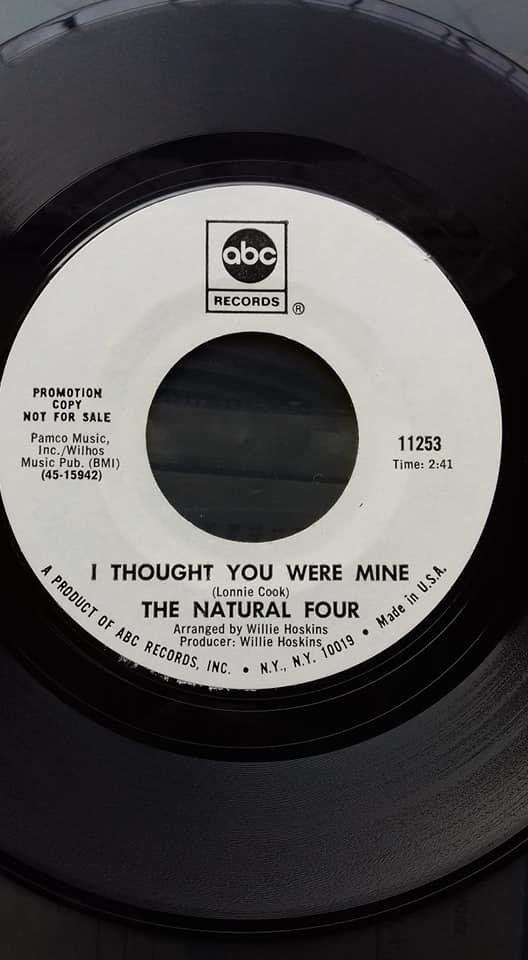 abc
RECORDS ®
PROMOTION
COPY
NOT FOR SALE
Pamco Music,
Inc./Wilhos
Music Pub. (BMI)
(45-15942)
11253
Time: 2:41
I THOUGHT YOU WERE MINE
(Lonnie Cook)
THE NATURAL FOUR
Arranged by Willie Hoskins
Producer: Willie Hoskins
A PRODUCT OF ABC RECORDS, INC. • N.Y., N.Y. 10019 • Made in U.S.A.